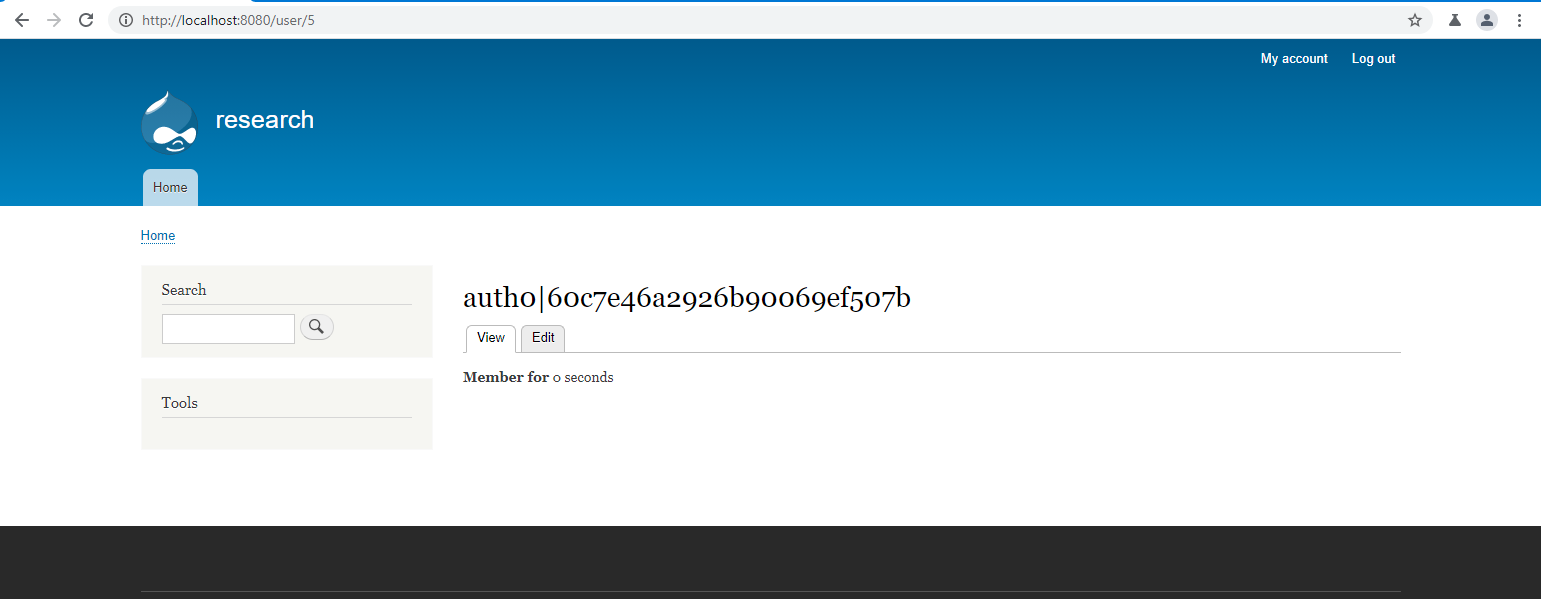 http://localhost:8080/user/5
My account Log out
research
Home
Home
Search
auth0|60c7e46a2926b90069ef507b
View Edit
Member for 0 seconds
Tools